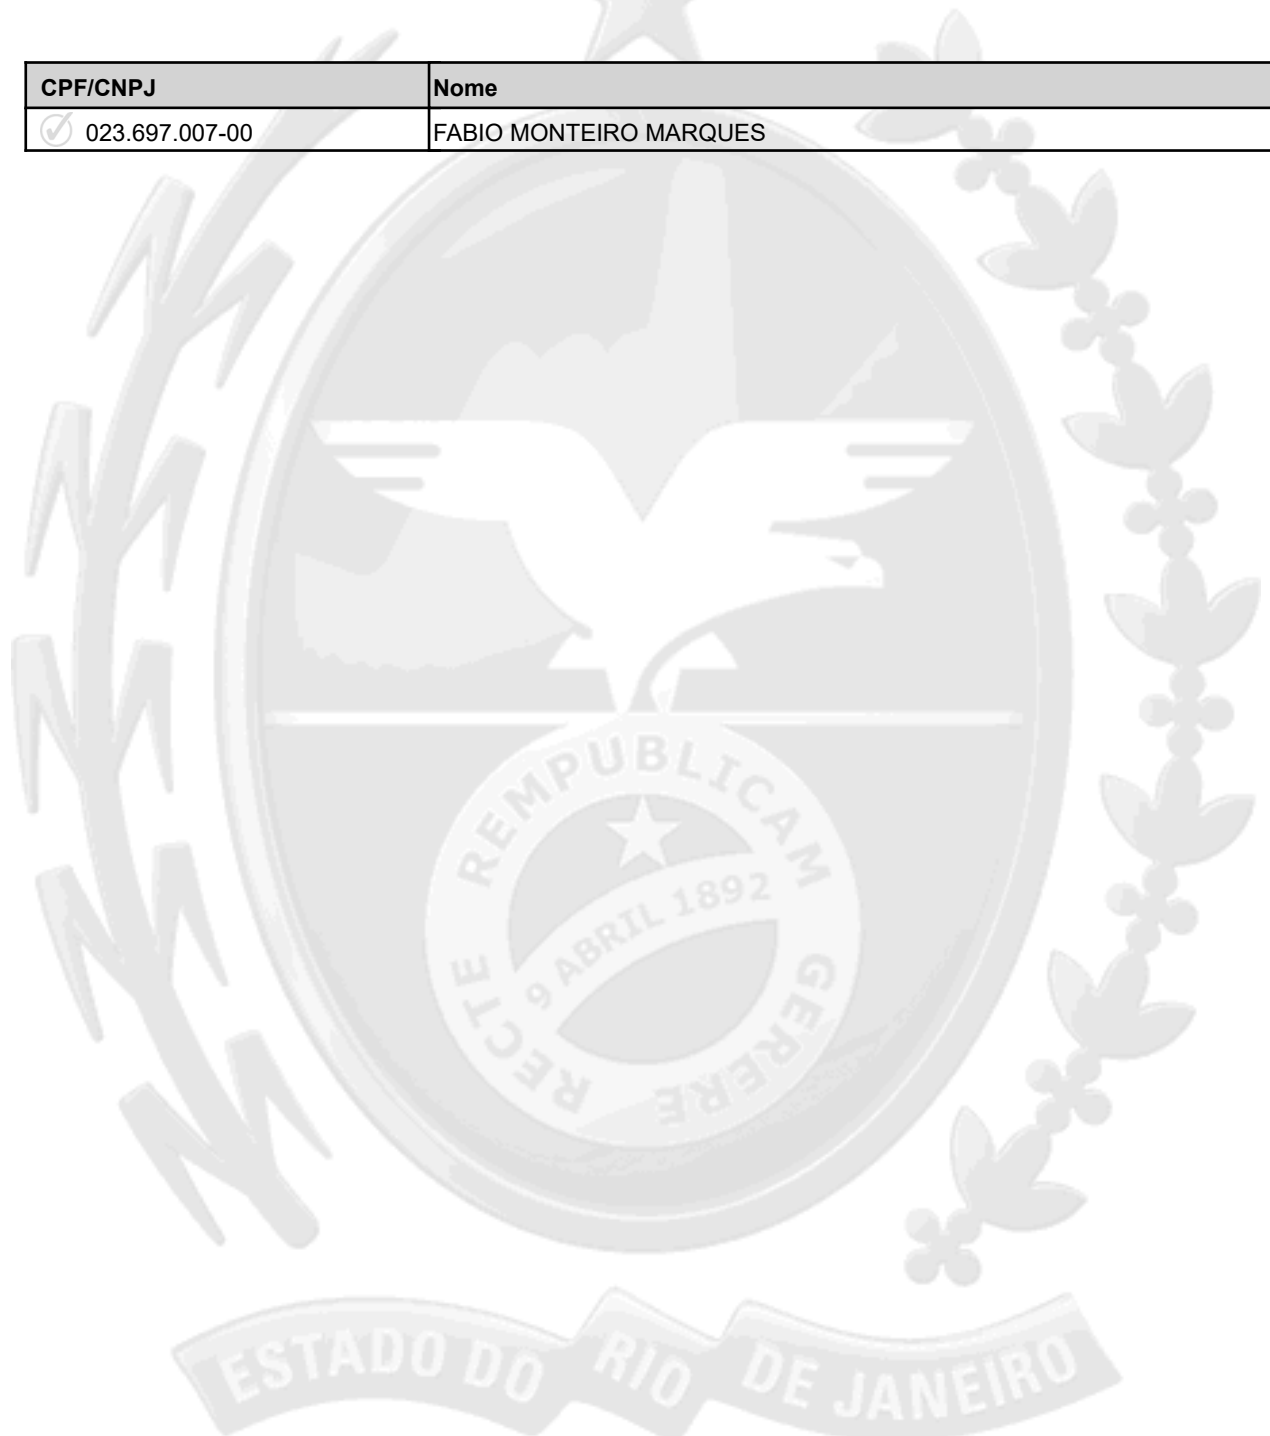 CPF/CNPJ Nome
023.697.007-00 FABIO MONTEIRO MARQUES
RECTE REMPUBLICAM GERERE
9 ABRIL 1892
ESTADO DO RIO DE JANEIRO